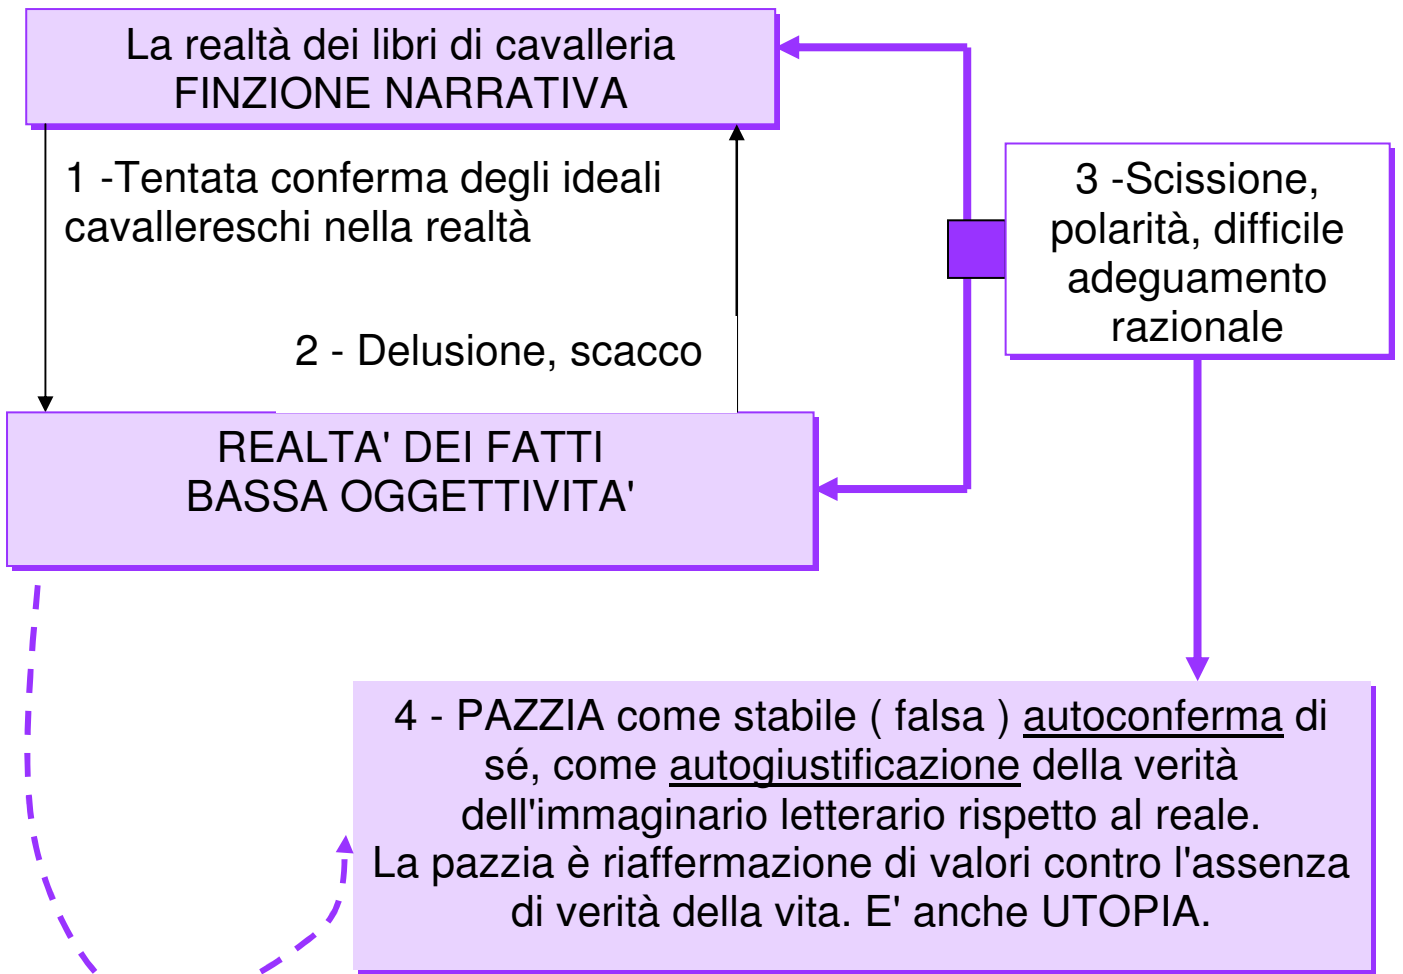 La realtà dei libri di cavalleria
FINZIONE NARRATIVA
1 -Tentata conferma degli ideali
cavallereschi nella realtà
2 - Delusione, scacco
3 -Scissione,
polarità, difficile
adeguamento
razionale
REALTA' DEI FATTI
BASSA OGGETTIVITA'
4 - PAZZIA come stabile ( falsa ) autoconferma di
sé, come autogiustificazione della verità
dell'immaginario letterario rispetto al reale.
La pazzia è riaffermazione di valori contro l'assenza
di verità della vita. E' anche UTOPIA.